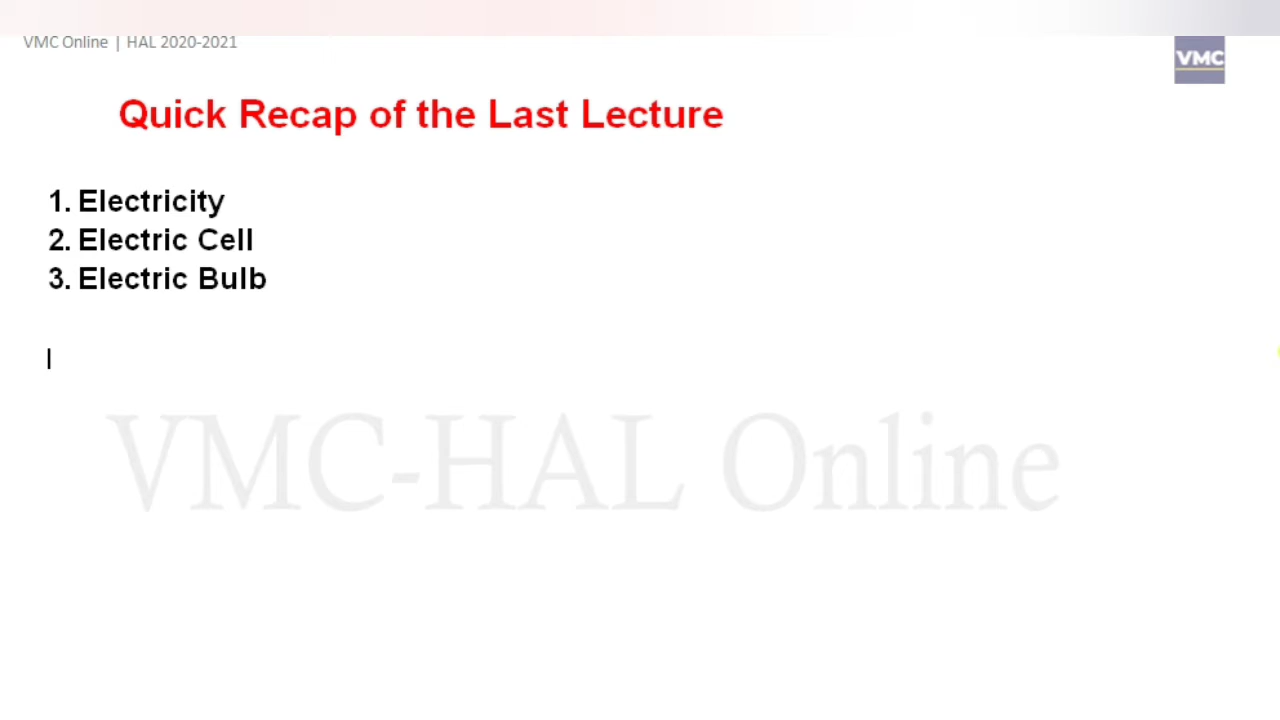 VMC Online | HAL 2020-2021
VMC
Quick Recap of the Last Lecture
1. Electricity
2. Electric Cell
3. Electric Bulb
VMC-HAL Online